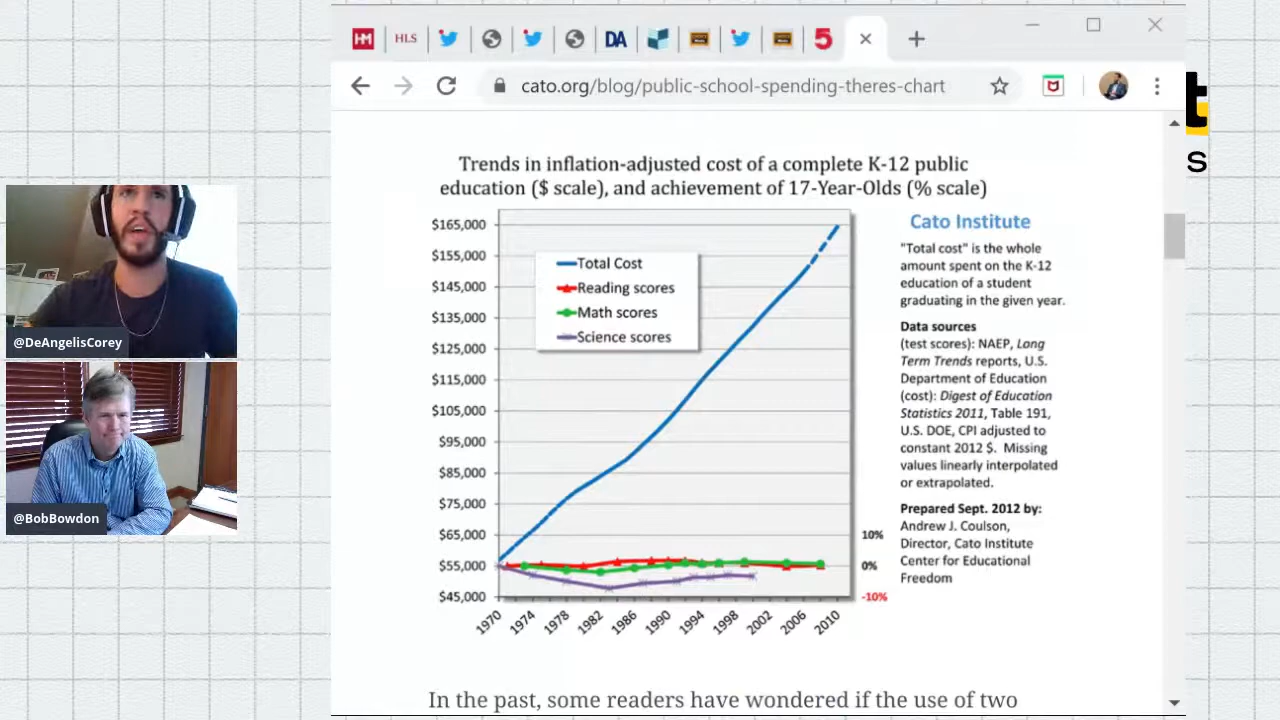 HM
HLS
DA
5
cato.org/blog/public-school-spending-theres-chart
t
s
Trends in inflation-adjusted cost of a complete K-12 public
education ($ scale), and achievement of 17-Year-Olds (% scale)
$165,000
$155,000
$145,000
$135,000
$125,000
$115,000
$105,000
$95,000
$85,000
$75,000
$65,000
$55,000
$45,000
Total Cost
Reading scores
Math scores
Science scores
10%
0%
-10%
1970
1974
1978
1982
1986
1990
1994
1998
2002
2006
2010
Cato Institute
"Total cost" is the whole
amount spent on the K-12
education of a student
graduating in the given year.
Data sources
(test scores): NAEP, Long
Term Trends reports, U.S.
Department of Education
(cost): Digest of Education
Statistics 2011, Table 191,
U.S. DOE, CPI adjusted to
constant 2012 $. Missing
values linearly interpolated
or extrapolated.
Prepared Sept. 2012 by:
Andrew J. Coulson,
Director, Cato Institute
Center for Educational
Freedom
In the past, some readers have wondered if the use of two
@DeAngelisCorey
@BobBowdon